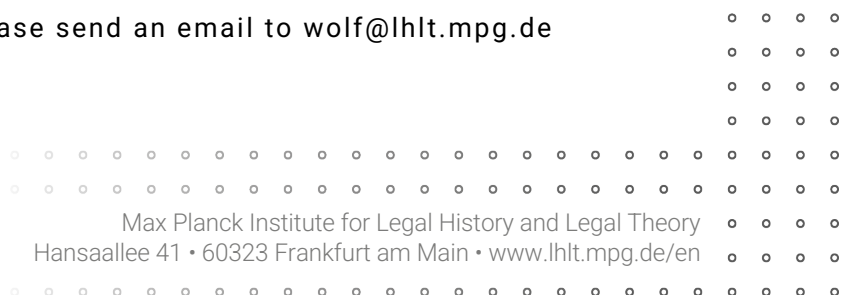 send an email to wolf@lhlt.mpg.de
Max Planck Institute for Legal History and Legal Theory
Hansaallee 41 • 60323 Frankfurt am Main • www.lhlt.mpg.de/en